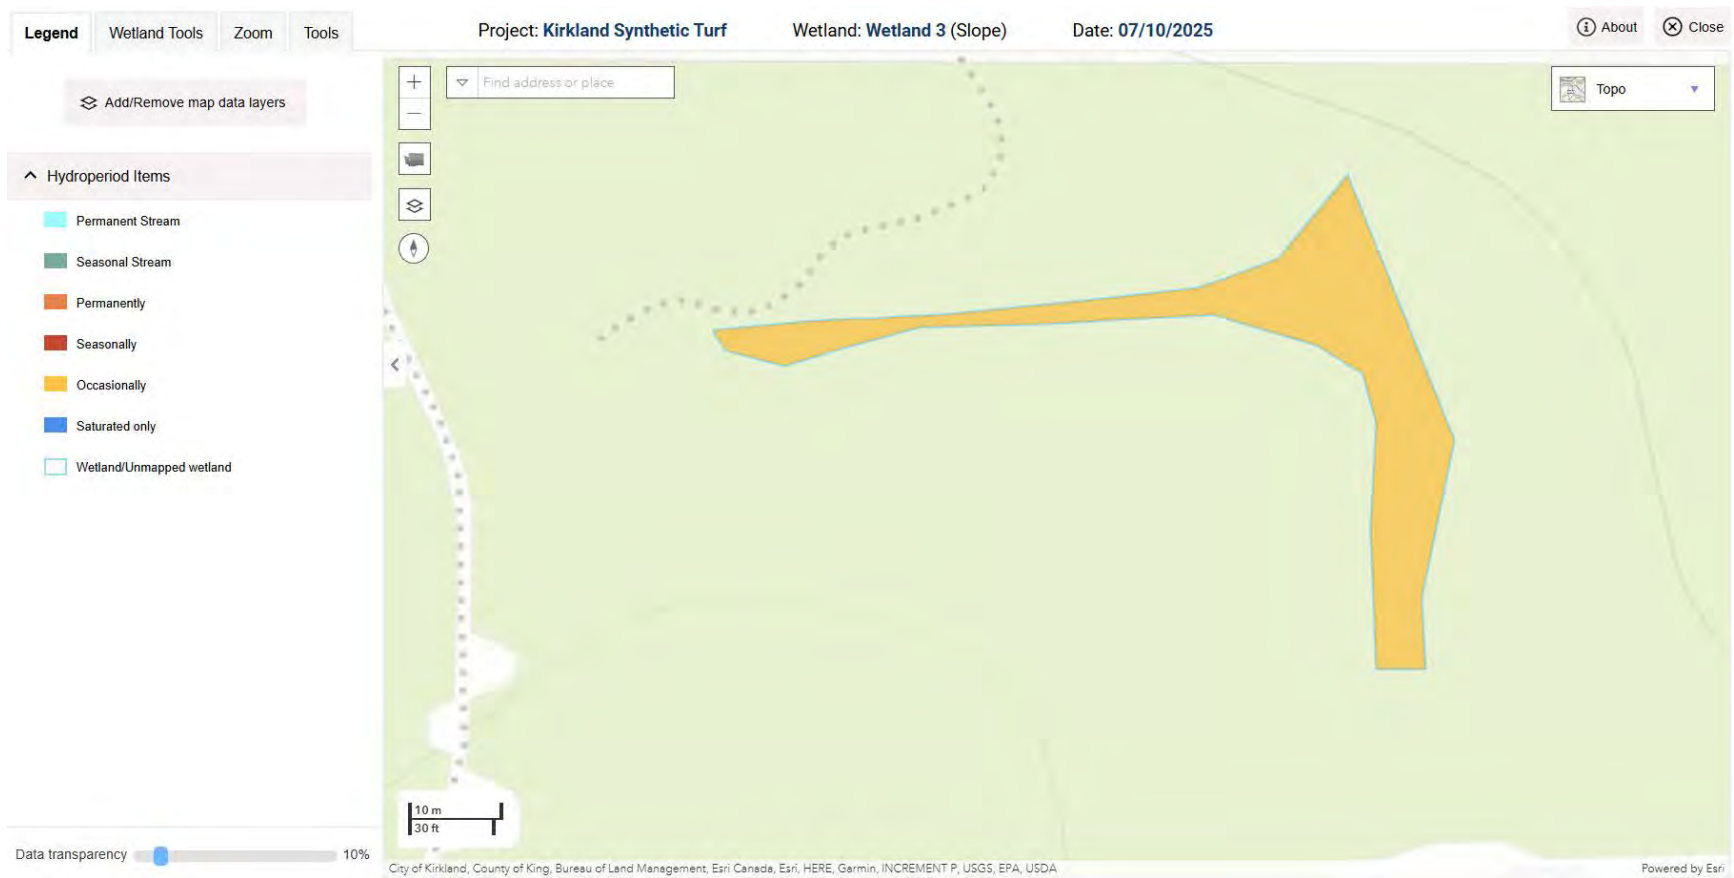 Legend
Wetland Tools
Zoom
Tools
Project: Kirkland Synthetic Turf
Wetland: Wetland 3 (Slope)
Date: 07/10/2025
About
Close
Add/Remove map data layers
Find address or place
Topo
Hydroperiod Items
Permanent Stream
Seasonal Stream
Permanently
Seasonally
Occasionally
Saturated only
Wetland/Unmapped wetland
10 m
30 ft
Data transparency
10%
City of Kirkland, County of King, Bureau of Land Management, Esri Canada, Esri, HERE, Garmin, INCREMENT P, USGS, EPA, USDA
Powered by Esri